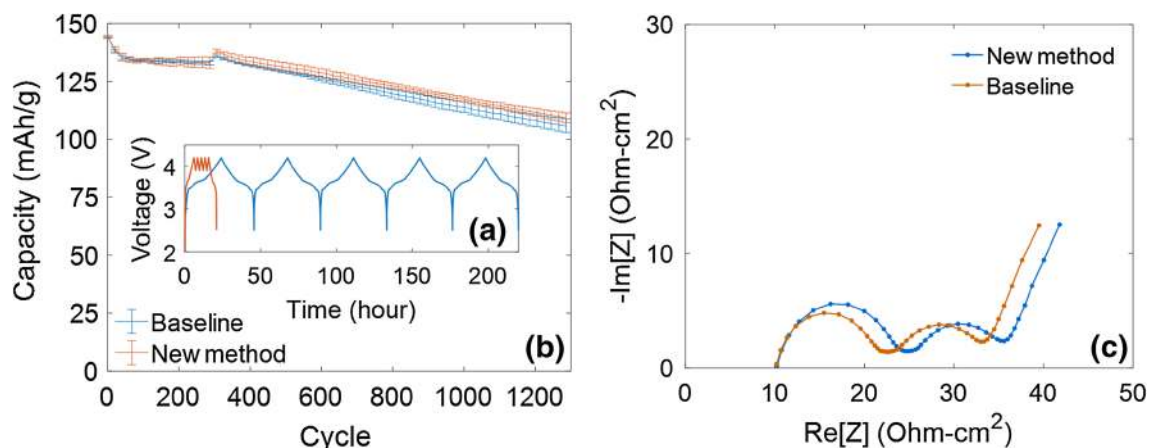 150
125
100
75
50
25
0
Capacity (mAh/g)
0 200 400 600 800 1000 1200
Cycle
Baseline
New method
(b)
4
3
2
Voltage (V)
0 50 100 150 200
Time (hour)
(a)
30
20
10
0
-Im[Z] (Ohm-cm²)
0 10 20 30 40 50
Re[Z] (Ohm-cm²)
New method
Baseline
(c)